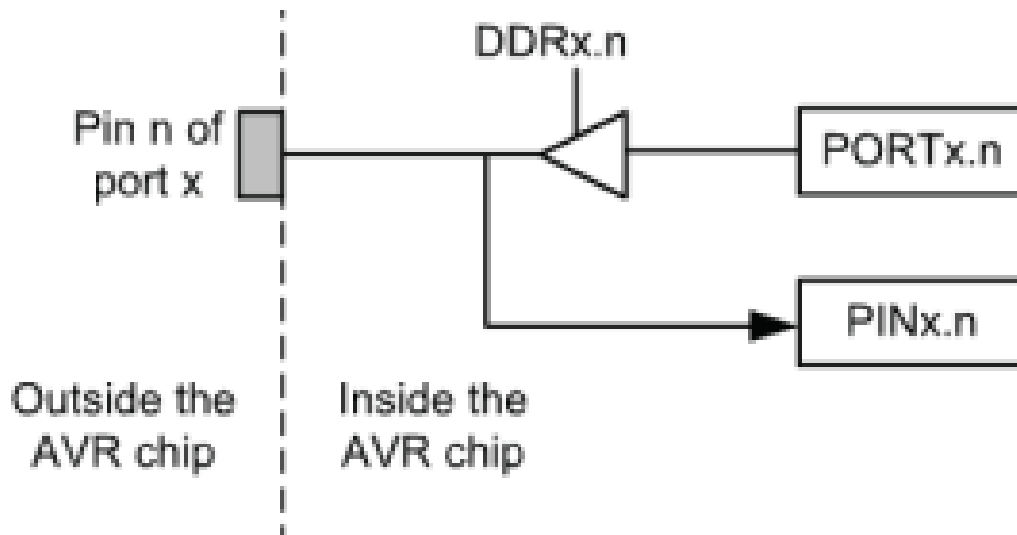 DDRx.n
Pin n of
port x
PORTx.n
PINx.n
Outside the
AVR chip
Inside the
AVR chip